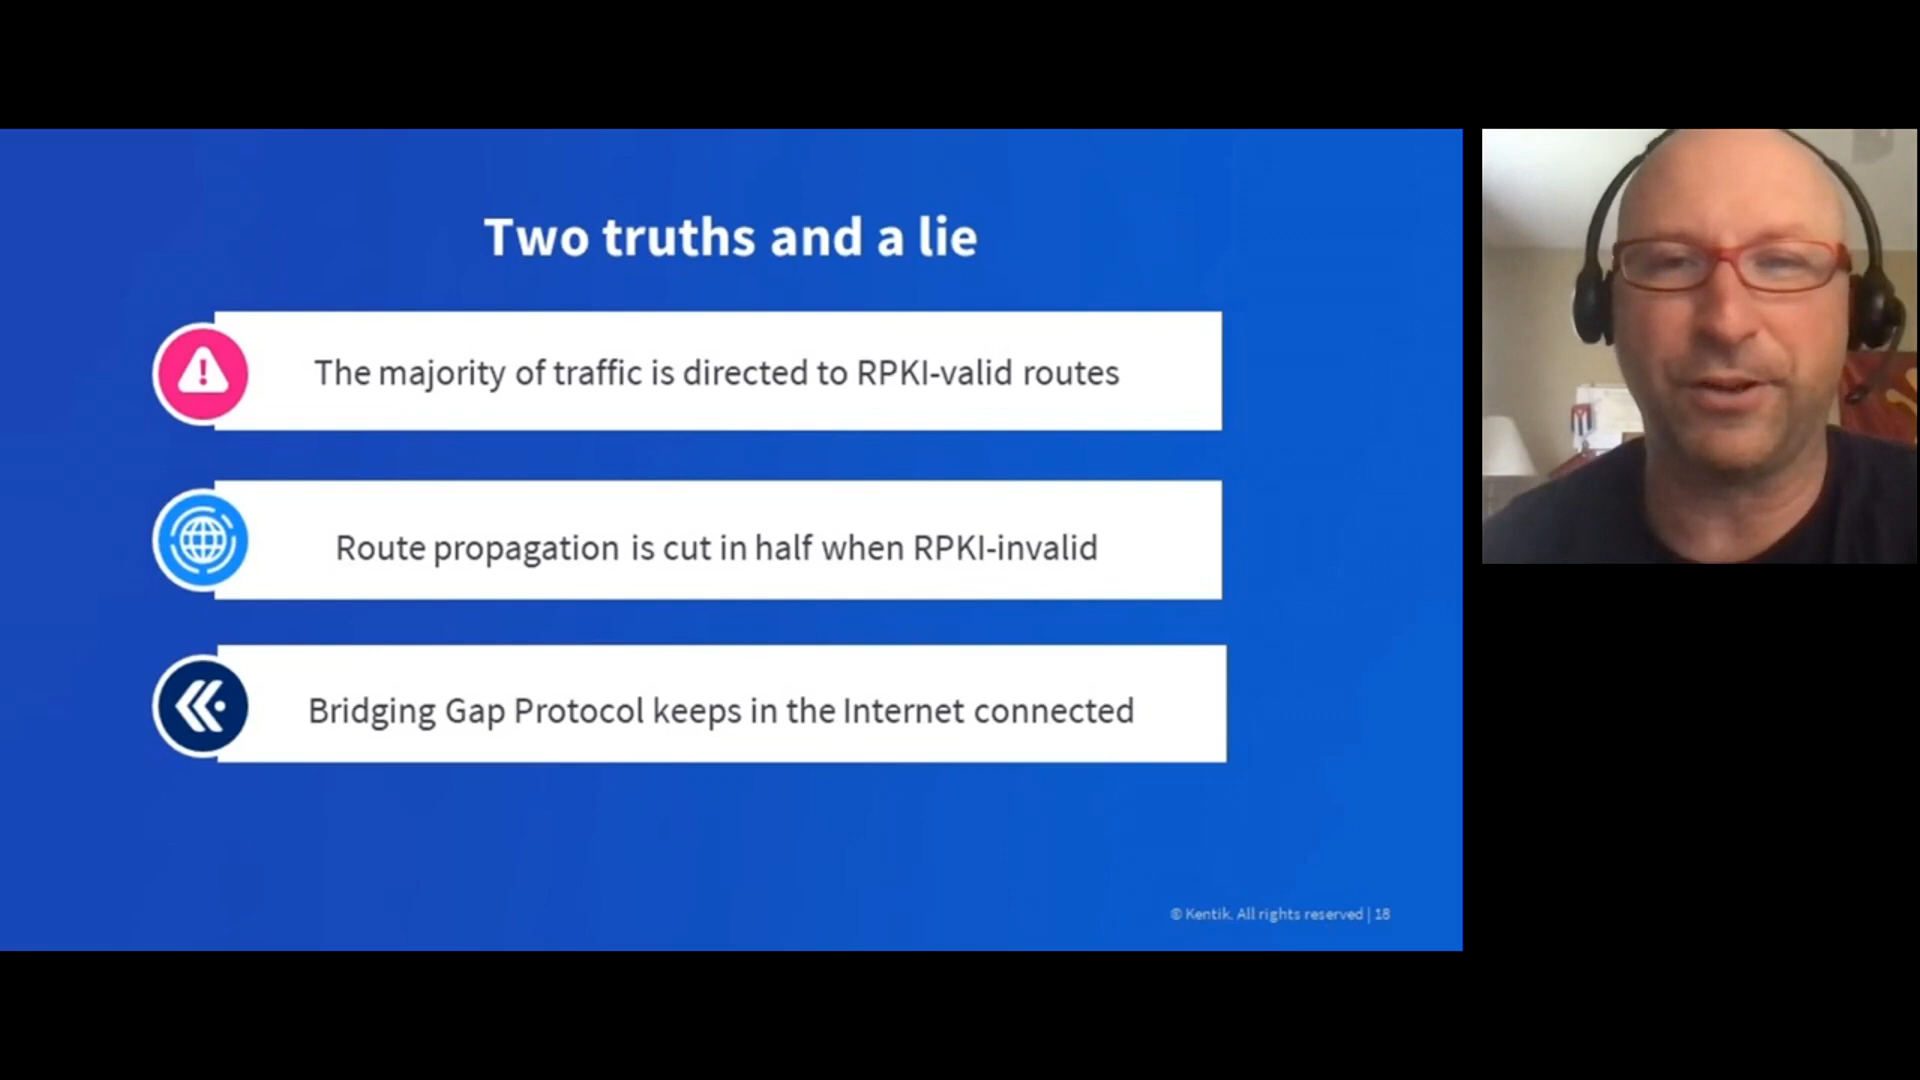 Two truths and a lie
The majority of traffic is directed to RPKI-valid routes
Route propagation is cut in half when RPKI-invalid
Bridging Gap Protocol keeps in the Internet connected
© Kentik. All rights reserved | 18